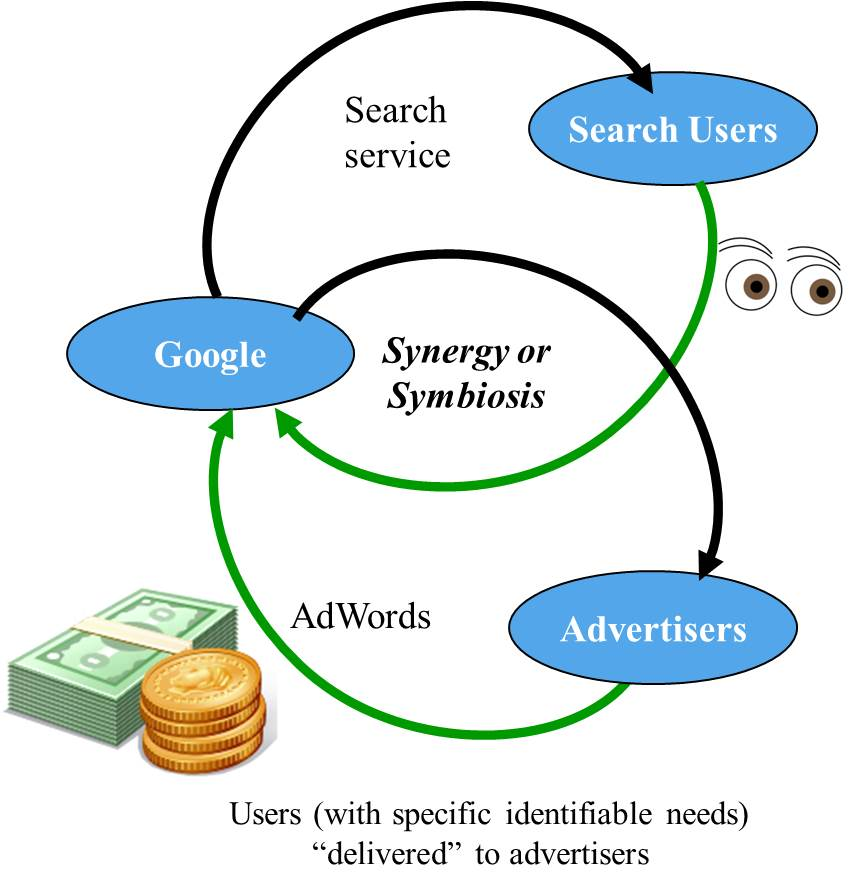 Search
service
Search Users
Google
Synergy or
Symbiosis
AdWords
Advertisers
Users (with specific identifiable needs)
“delivered” to advertisers